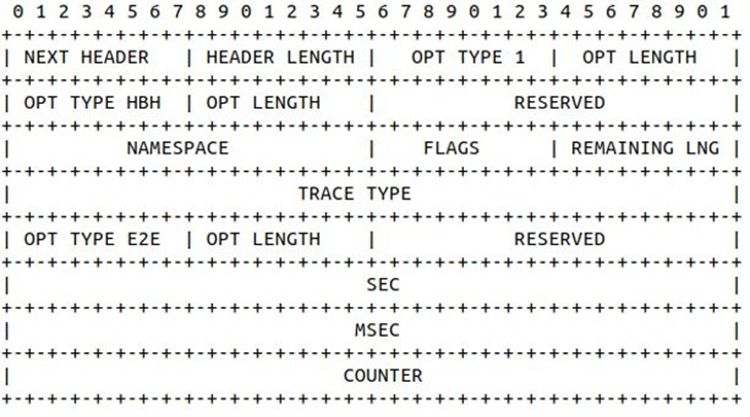 0 1 2 3 4 5 6 7 8 9 0 1 2 3 4 5 6 7 8 9 0 1 2 3 4 5 6 7 8 9 0 1
+-+-+-+-+-+-+-+-+-+-+-+-+-+-+-+-+-+-+-+-+-+-+-+-+-+-+-+-+-+-+-+-+
| NEXT HEADER | HEADER LENGTH | OPT TYPE 1 | OPT LENGTH |
+-+-+-+-+-+-+-+-+-+-+-+-+-+-+-+-+-+-+-+-+-+-+-+-+-+-+-+-+-+-+-+-+
| OPT TYPE HBH | OPT LENGTH | RESERVED |
+-+-+-+-+-+-+-+-+-+-+-+-+-+-+-+-+-+-+-+-+-+-+-+-+-+-+-+-+-+-+-+-+
| NAMESPACE | FLAGS | REMAINING LNG |
+-+-+-+-+-+-+-+-+-+-+-+-+-+-+-+-+-+-+-+-+-+-+-+-+-+-+-+-+-+-+-+-+
| TRACE TYPE |
+-+-+-+-+-+-+-+-+-+-+-+-+-+-+-+-+-+-+-+-+-+-+-+-+-+-+-+-+-+-+-+-+
| OPT TYPE E2E | OPT LENGTH | RESERVED |
+-+-+-+-+-+-+-+-+-+-+-+-+-+-+-+-+-+-+-+-+-+-+-+-+-+-+-+-+-+-+-+-+
| SEC |
+-+-+-+-+-+-+-+-+-+-+-+-+-+-+-+-+-+-+-+-+-+-+-+-+-+-+-+-+-+-+-+-+
| MSEC |
+-+-+-+-+-+-+-+-+-+-+-+-+-+-+-+-+-+-+-+-+-+-+-+-+-+-+-+-+-+-+-+-+
| COUNTER |
+-+-+-+-+-+-+-+-+-+-+-+-+-+-+-+-+-+-+-+-+-+-+-+-+-+-+-+-+-+-+-+-+